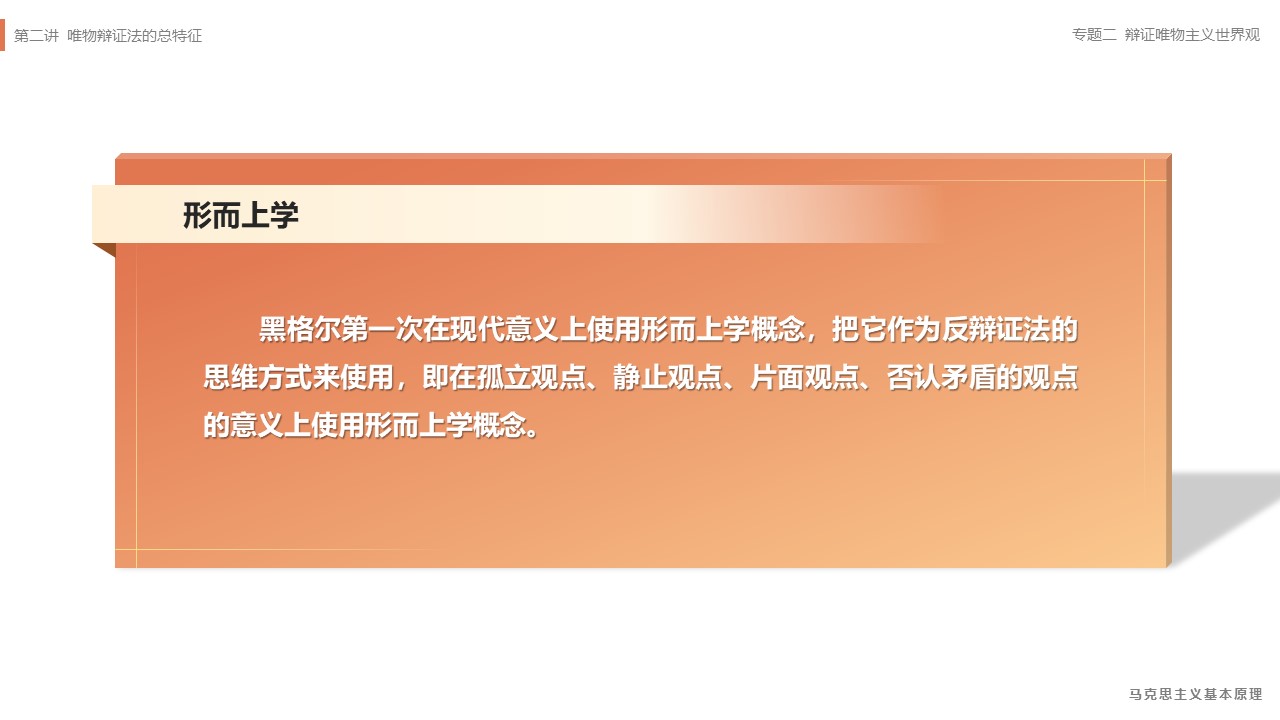 第二讲 唯物辩证法的总特征
专题二 辩证唯物主义世界观
形而上学
黑格尔第一次在现代意义上使用形而上学概念，把它作为反辩证法的
思维方式来使用，即在孤立观点、静止观点、片面观点、否认矛盾的观点
的意义上使用形而上学概念。
马克思主义基本原理